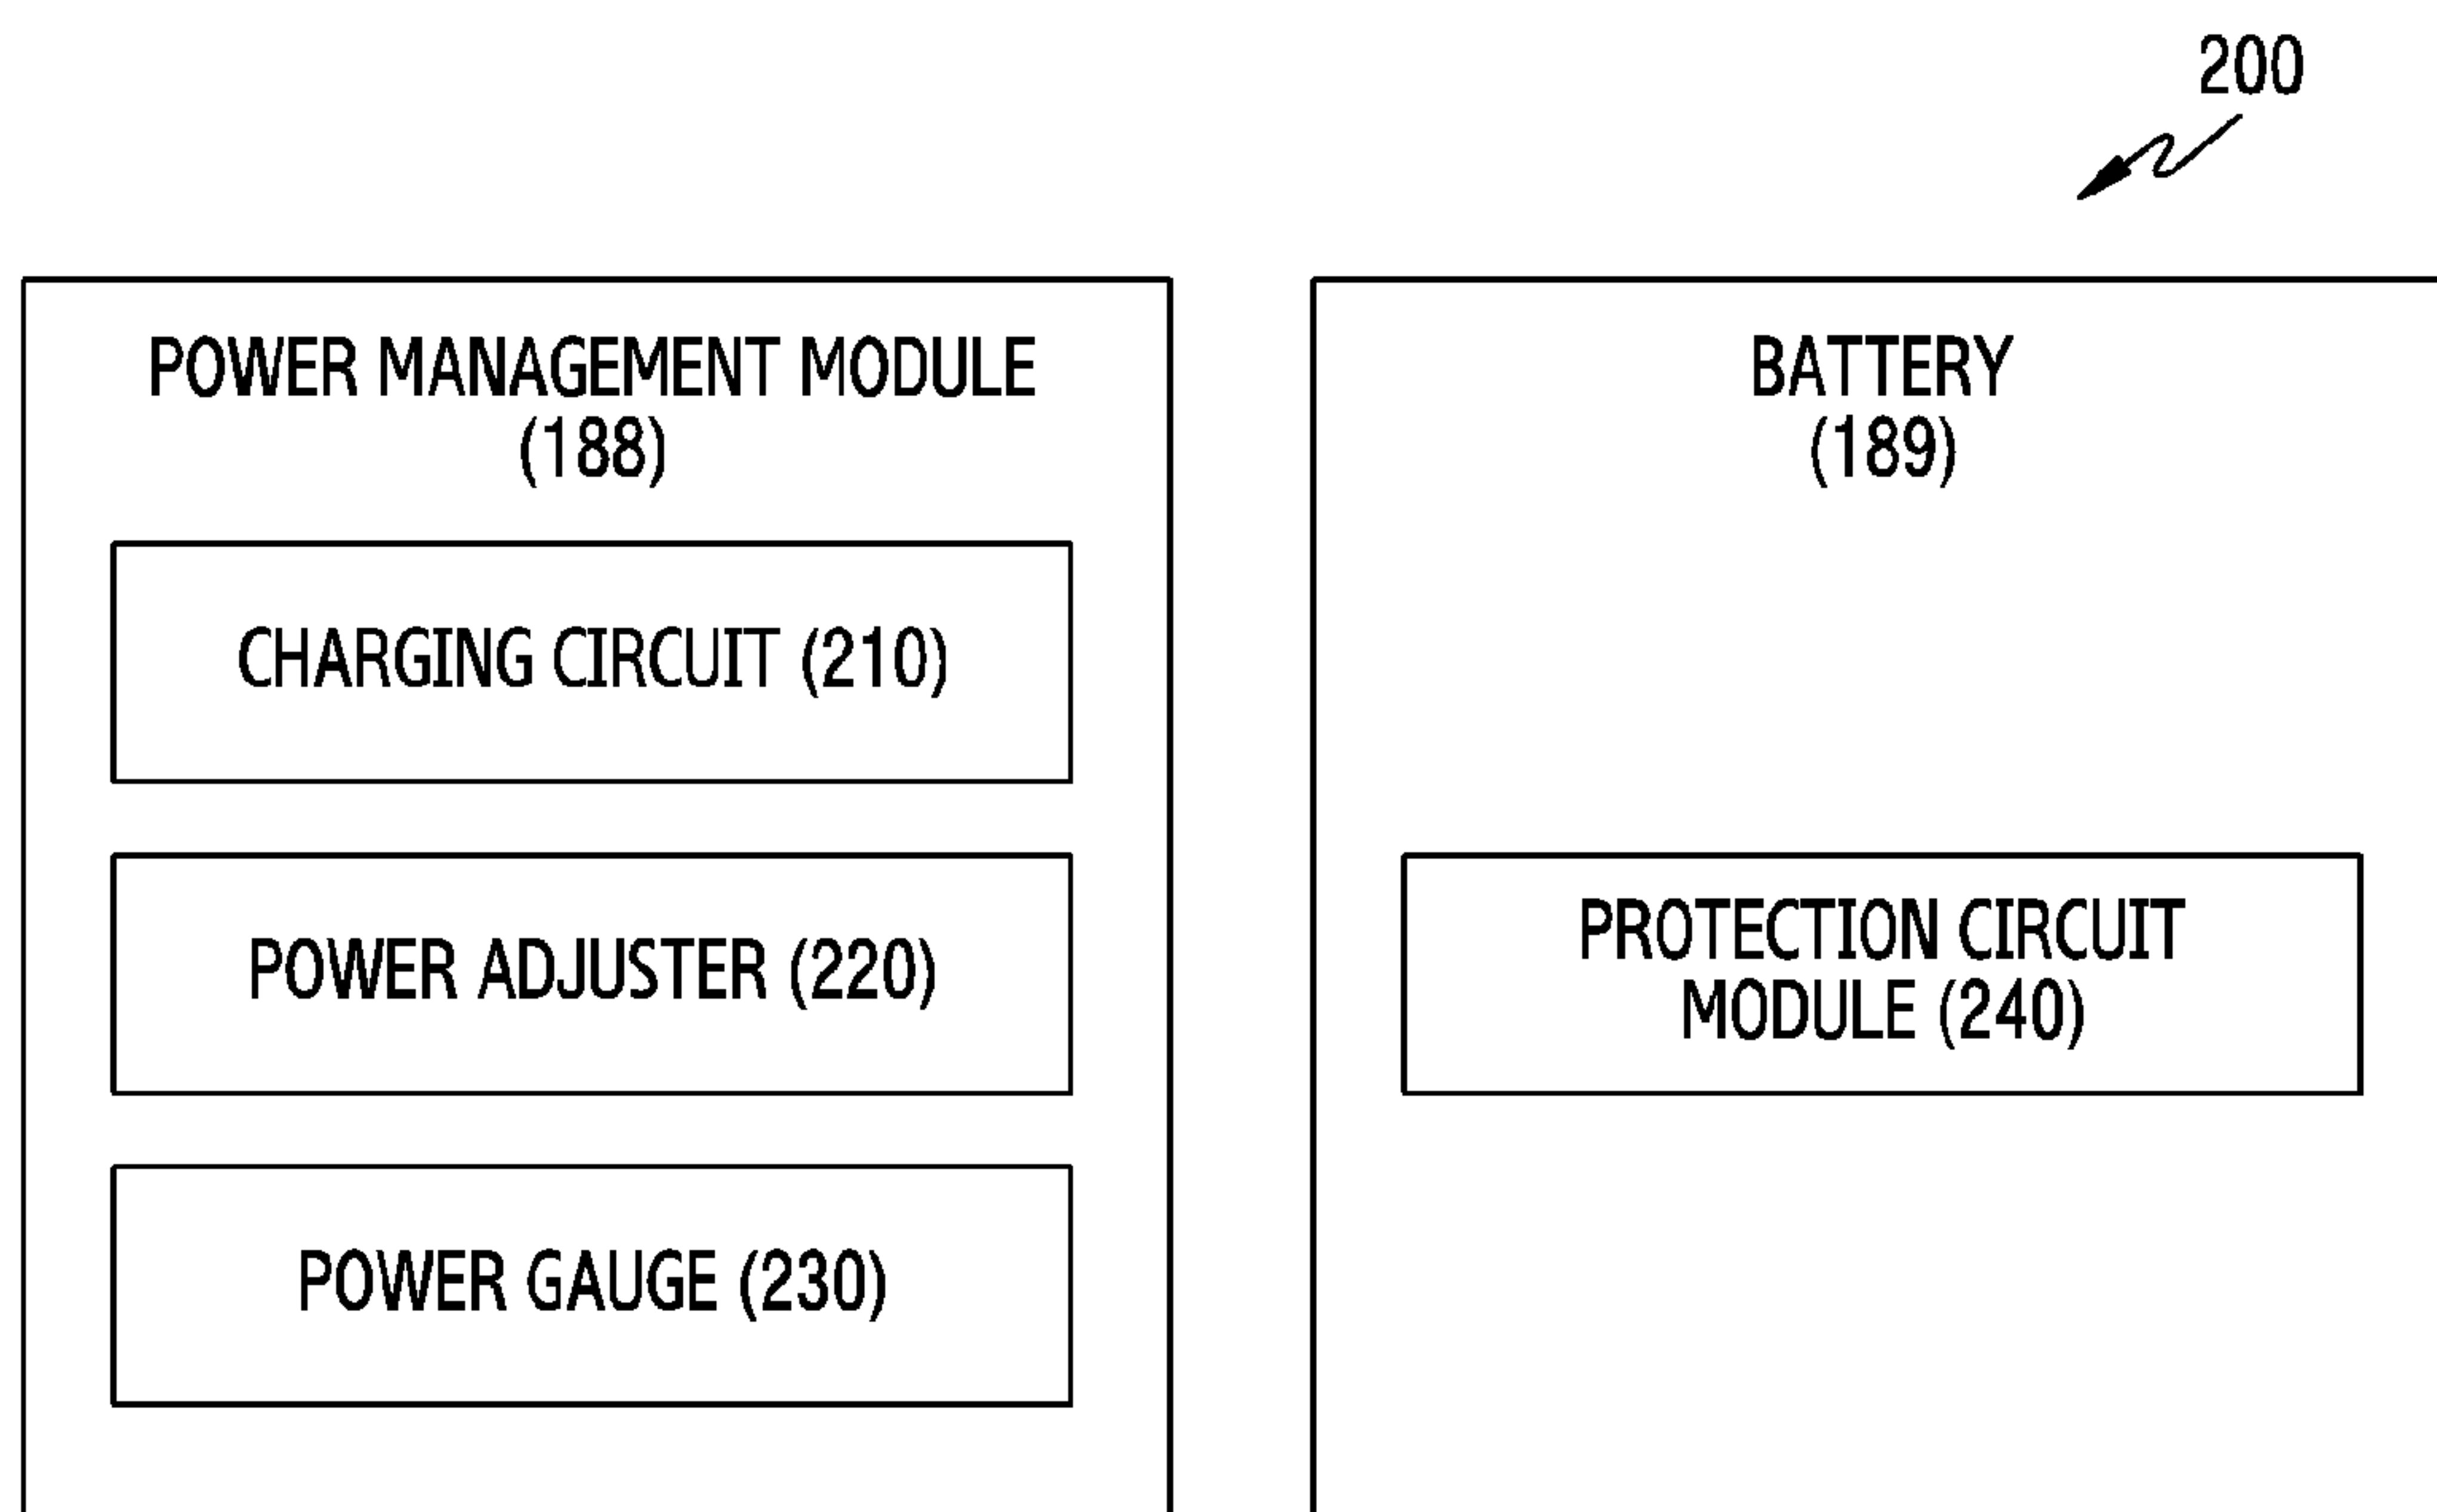 200
POWER MANAGEMENT MODULE
(188)
CHARGING CIRCUIT (210)
POWER ADJUSTER (220)
POWER GAUGE (230)
BATTERY
(189)
PROTECTION CIRCUIT
MODULE (240)